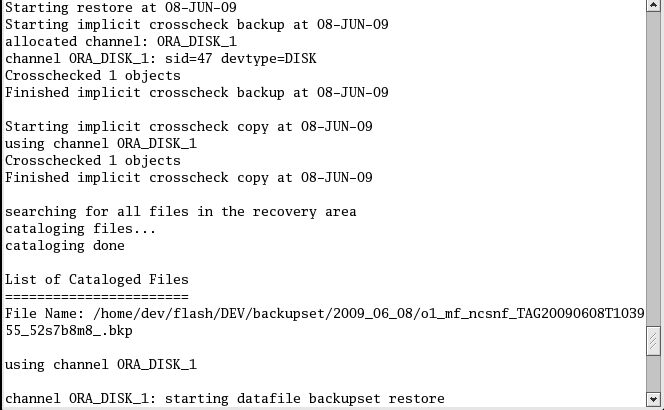 Starting restore at 08-JUN-09
Starting implicit crosscheck backup at 08-JUN-09
allocated channel: ORA_DISK_1
channel ORA_DISK_1: sid=47 devtype=DISK
Crosschecked 1 objects
Finished implicit crosscheck backup at 08-JUN-09
Starting implicit crosscheck copy at 08-JUN-09
using channel ORA_DISK_1
Crosschecked 1 objects
Finished implicit crosscheck copy at 08-JUN-09
searching for all files in the recovery area
cataloging files...
cataloging done
List of Cataloged Files
=======================
File Name: /home/dev/flash/DEV/backupset/2009_06_08/o1_mf_ncsnf_TAG20090608T1039
55_52s7b8m8_.bkp
using channel ORA_DISK_1
channel ORA_DISK_1: starting datafile backupset restore